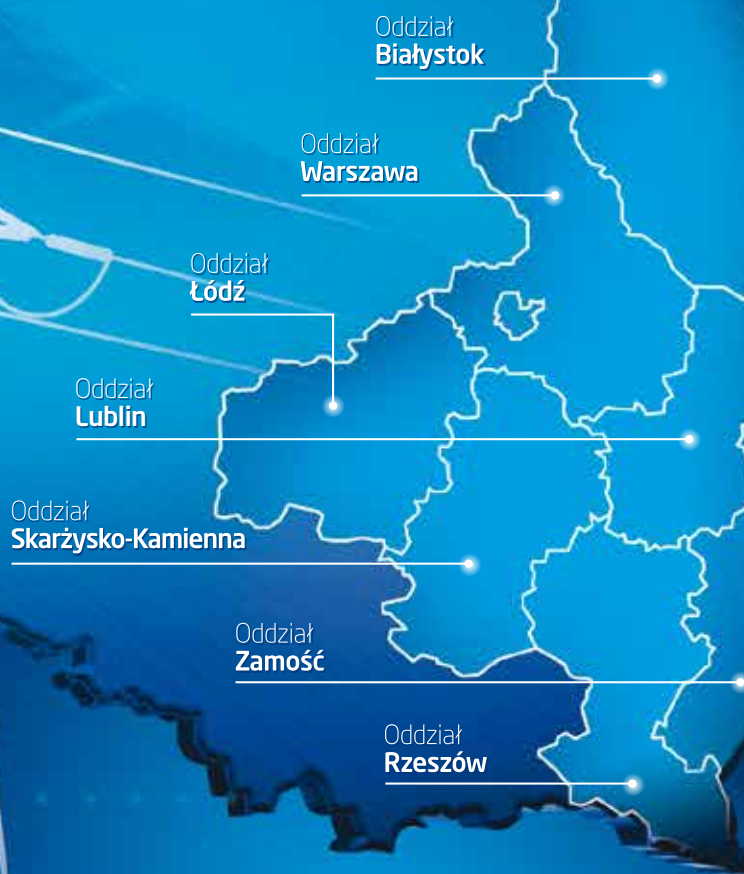 Oddział
Białystok
Oddział
Warszawa
Oddział
Łódź
Oddział
Lublin
Oddział
Skarżysko-Kamienna
Oddział
Zamość
Oddział
Rzeszów